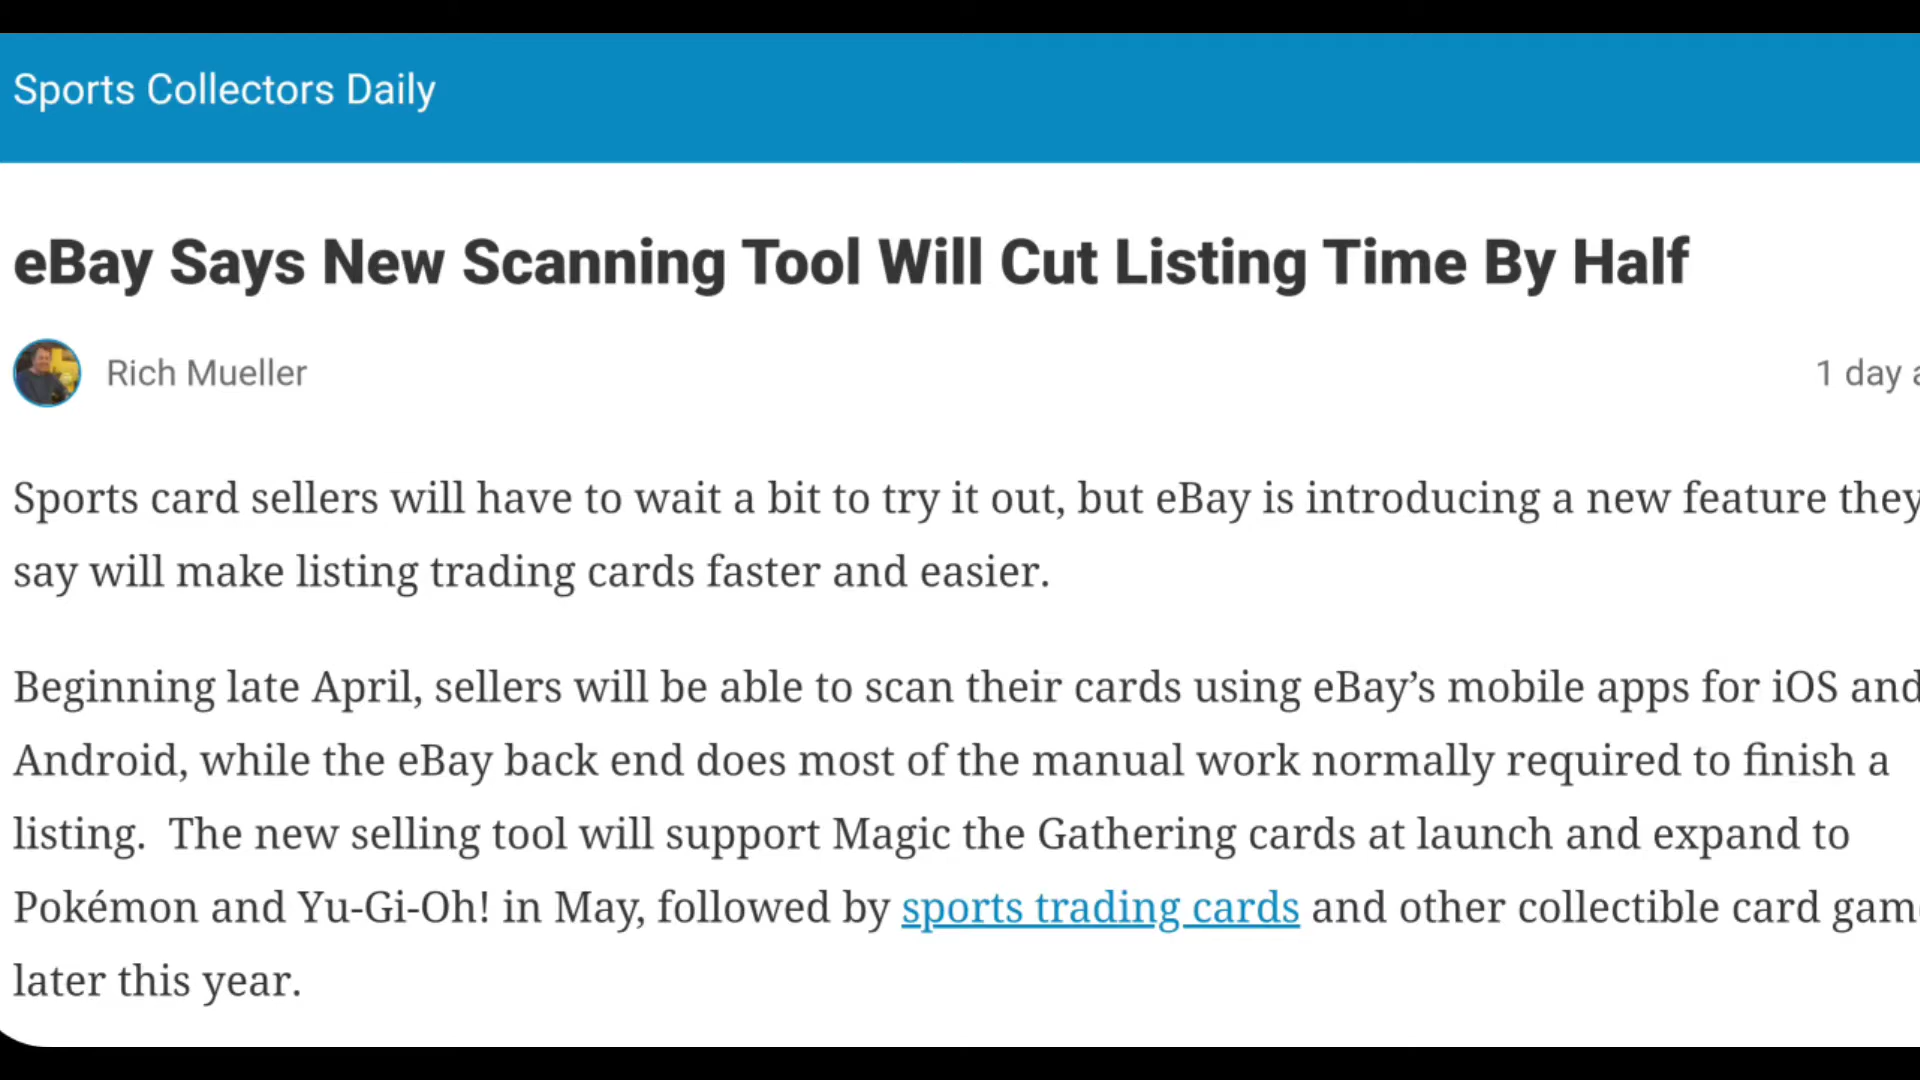 Sports Collectors Daily
eBay Says New Scanning Tool Will Cut Listing Time By Half
Rich Mueller
1 day
Sports card sellers will have to wait a bit to try it out, but eBay is introducing a new feature they
say will make listing trading cards faster and easier.
Beginning late April, sellers will be able to scan their cards using eBay’s mobile apps for iOS and
Android, while the eBay back end does most of the manual work normally required to finish a
listing.  The new selling tool will support Magic the Gathering cards at launch and expand to
Pokémon and Yu-Gi-Oh! in May, followed by sports trading cards and other collectible card
later this year.